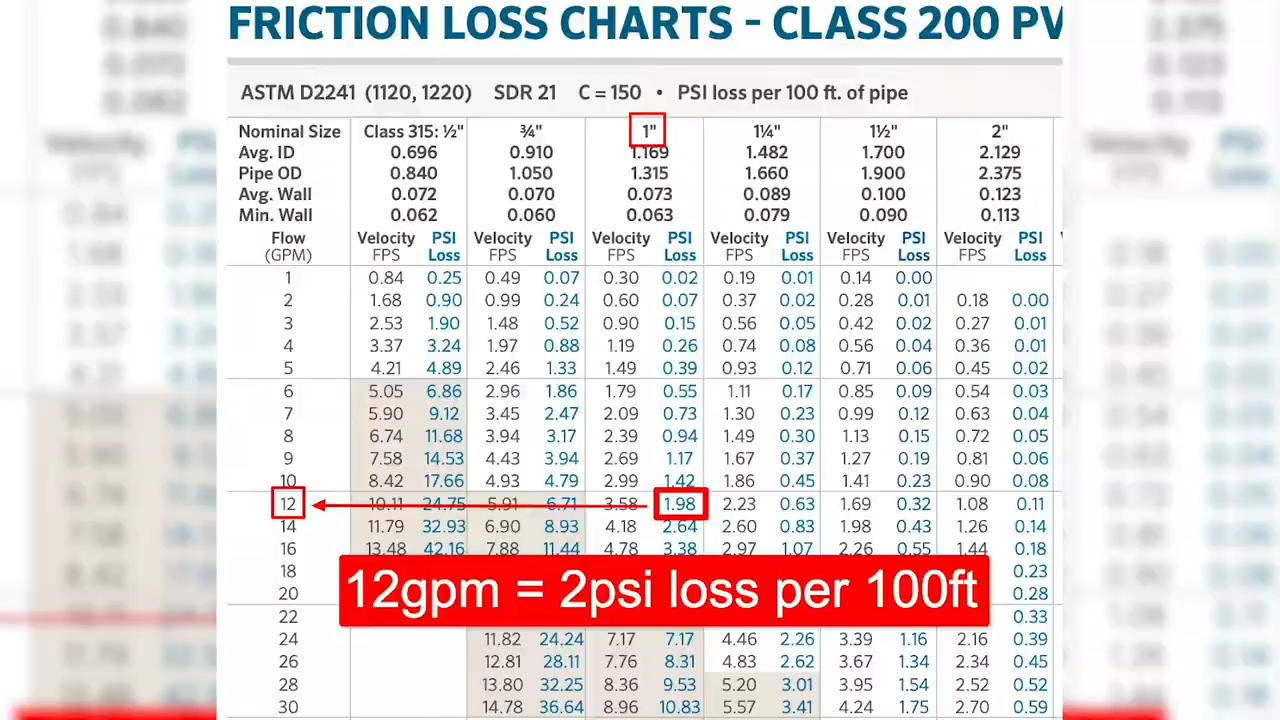 FRICTION LOSS CHARTS - CLASS 200 PV
ASTM D2241 (1120, 1220) SDR 21 C = 150 • PSI loss per 100 ft. of pipe
Nominal Size Class 315: ½" ¾" 1" 1¼" 1½" 2"
Avg. ID 0.696 0.910 1.169 1.482 1.700 2.129
Pipe OD 0.840 1.050 1.315 1.660 1.900 2.375
Avg. Wall 0.072 0.070 0.073 0.089 0.100 0.123
Min. Wall 0.062 0.060 0.063 0.079 0.090 0.113
Flow Velocity PSI Velocity PSI Velocity PSI Velocity PSI Velocity PSI Velocity PSI
(GPM) FPS Loss FPS Loss FPS Loss FPS Loss FPS Loss FPS Loss
1 0.84 0.25 0.49 0.07 0.30 0.02 0.19 0.01 0.14 0.00
2 1.68 0.90 0.99 0.24 0.60 0.07 0.37 0.02 0.28 0.01 0.18 0.00
3 2.53 1.90 1.48 0.52 0.90 0.15 0.56 0.05 0.42 0.02 0.27 0.01
4 3.37 3.24 1.97 0.88 1.19 0.26 0.74 0.08 0.56 0.04 0.36 0.01
5 4.21 4.89 2.46 1.33 1.49 0.39 0.93 0.12 0.71 0.06 0.45 0.02
6 5.05 6.86 2.96 1.86 1.79 0.55 1.11 0.17 0.85 0.09 0.54 0.03
7 5.90 9.12 3.45 2.47 2.09 0.73 1.30 0.23 0.99 0.12 0.63 0.04
8 6.74 11.68 3.94 3.17 2.39 0.94 1.49 0.30 1.13 0.15 0.72 0.05
9 7.58 14.53 4.43 3.94 2.69 1.17 1.67 0.37 1.27 0.19 0.81 0.06
10 8.42 17.66 4.93 4.79 2.99 1.42 1.86 0.45 1.41 0.23 0.90 0.08
12 10.11 24.75 5.91 6.71 3.58 1.98 2.23 0.63 1.69 0.32 1.08 0.11
14 11.79 32.93 6.90 8.93 4.18 2.64 2.60 0.83 1.98 0.43 1.26 0.14
16 13.48 42.16 7.88 11.44 4.78 3.38 2.97 1.07 2.26 0.55 1.44 0.18
18 0.23
12gpm = 2psi loss per 100ft
20 0.28
22 0.33
24 11.82 24.24 7.17 7.17 4.46 2.26 3.39 1.16 2.16 0.39
26 12.81 28.11 7.76 8.31 4.83 2.62 3.67 1.34 2.34 0.45
28 13.80 32.25 8.36 9.53 5.20 3.01 3.95 1.54 2.52 0.52
30 14.78 36.64 8.96 10.83 5.57 3.41 4.24 1.75 2.70 0.59